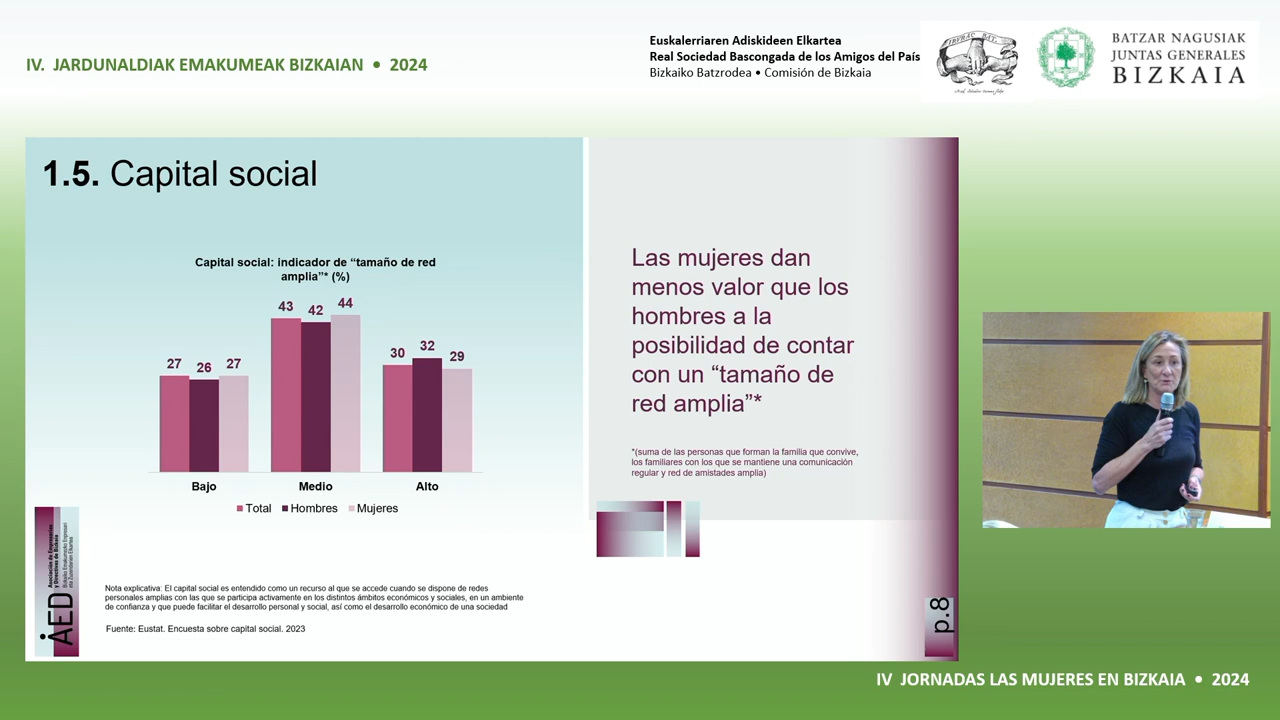 IV. JARDUNALDIAK EMAKUMEAK BIZKAIAN • 2024
Euskalerriaren Adiskideen Elkartea
Real Sociedad Bascongada de los Amigos del País
Bizkaiko Batzrodea • Comisión de Bizkaia
BATZAR NAGUSIAK
JUNTAS GENERALES
BIZKAIA
1.5. Capital social
Capital social: indicador de “tamaño de red
amplia”* (%)
27 26 27
43 42 44
30 32 29
Bajo Medio Alto
Total Hombres Mujeres
Las mujeres dan
menos valor que los
hombres a la
posibilidad de contar
con un “tamaño de
red amplia”*
*(suma de las personas que forman la familia que convive,
los familiares con los que se mantiene una comunicación
regular y red de amistades amplia)
AED
Asociación de Empresarias
y Directivas de Bizkaia
Nota explicativa: El capital social es entendido como un recurso al que se accede cuando se dispone de redes
personales amplias con las que se participa activamente en los distintos ámbitos económicos y sociales, en un ambiente
de confianza y que puede facilitar el desarrollo personal y social, así como el desarrollo económico de una sociedad
Fuente: Eustat. Encuesta sobre capital social. 2023
p.8
IV JORNADAS LAS MUJERES EN BIZKAIA • 2024